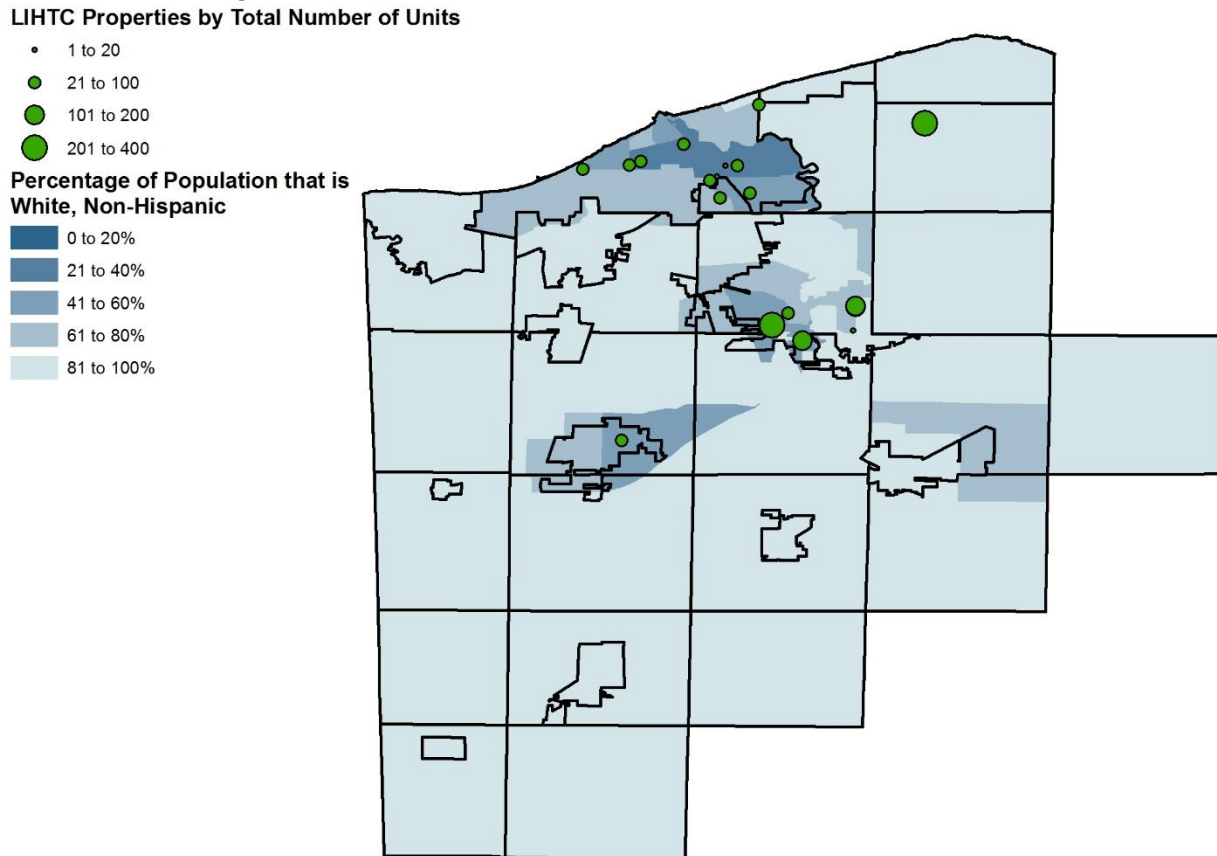 LIHTC Properties by Total Number of Units
1 to 20
21 to 100
101 to 200
201 to 400
Percentage of Population that is
White, Non-Hispanic
0 to 20%
21 to 40%
41 to 60%
61 to 80%
81 to 100%